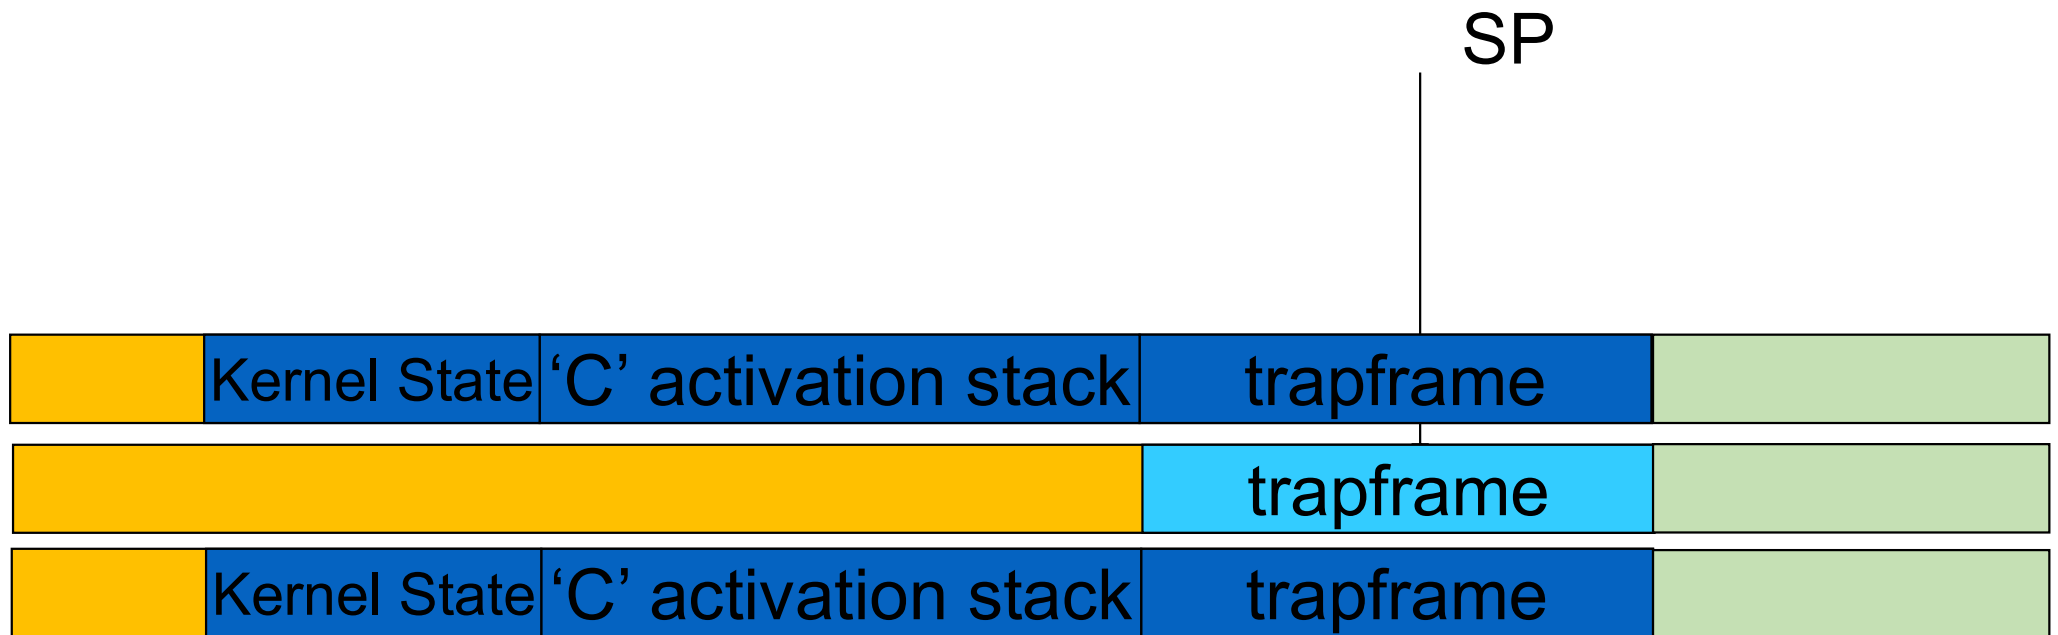 SP
Kernel State ‘C’ activation stack trapframe
trapframe
Kernel State ‘C’ activation stack trapframe